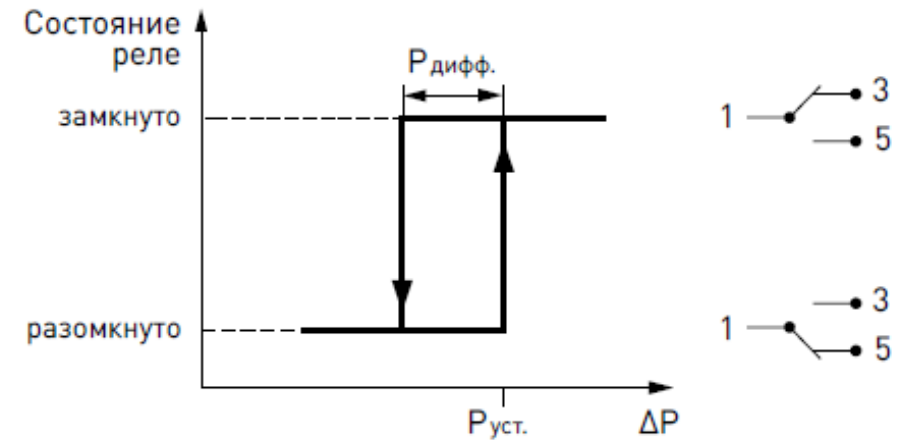 Состояние
реле
Pдифф.
замкнуто
1
3
5
разомкнуто
1
3
5
Pуст.
ΔP